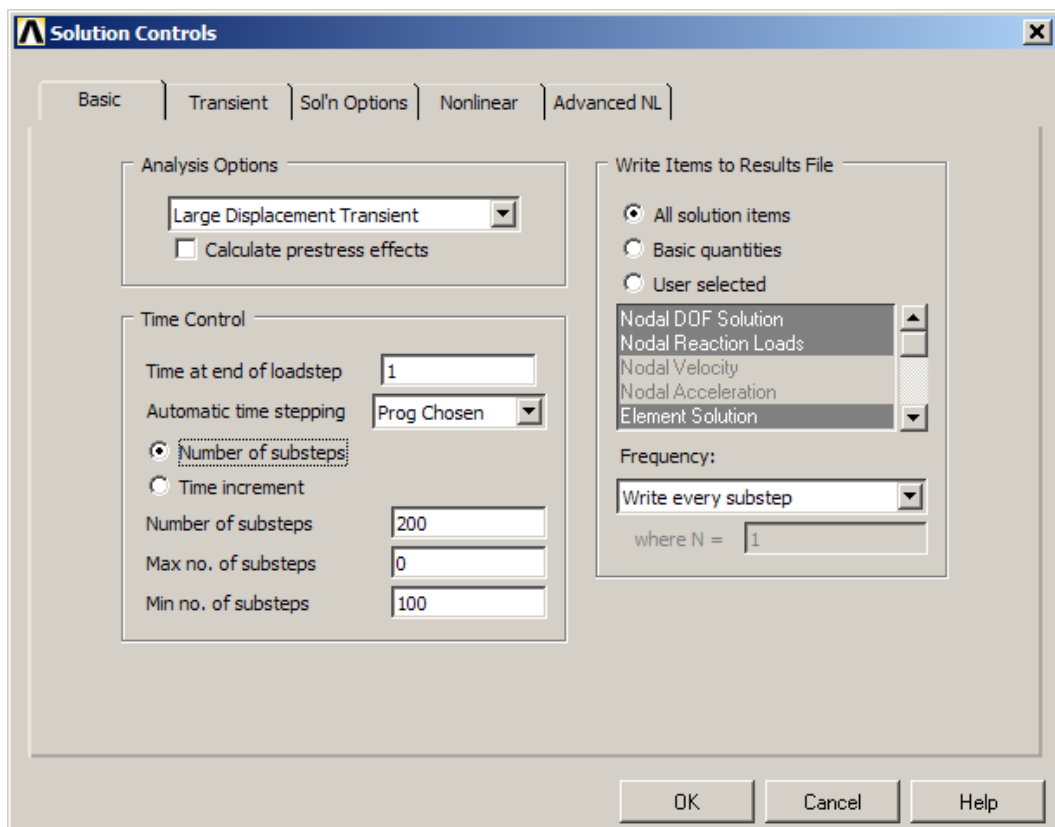 Solution Controls
Basic
Transient
Sol'n Options
Nonlinear
Advanced NL
Analysis Options
Large Displacement Transient
Calculate prestress effects
Time Control
Time at end of loadstep
1
Automatic time stepping
Prog Chosen
Number of substeps
Time increment
Number of substeps
200
Max no. of substeps
0
Min no. of substeps
100
Write Items to Results File
All solution items
Basic quantities
User selected
Nodal DOF Solution
Nodal Reaction Loads
Nodal Velocity
Nodal Acceleration
Element Solution
Frequency:
Write every substep
where N =
1
OK
Cancel
Help